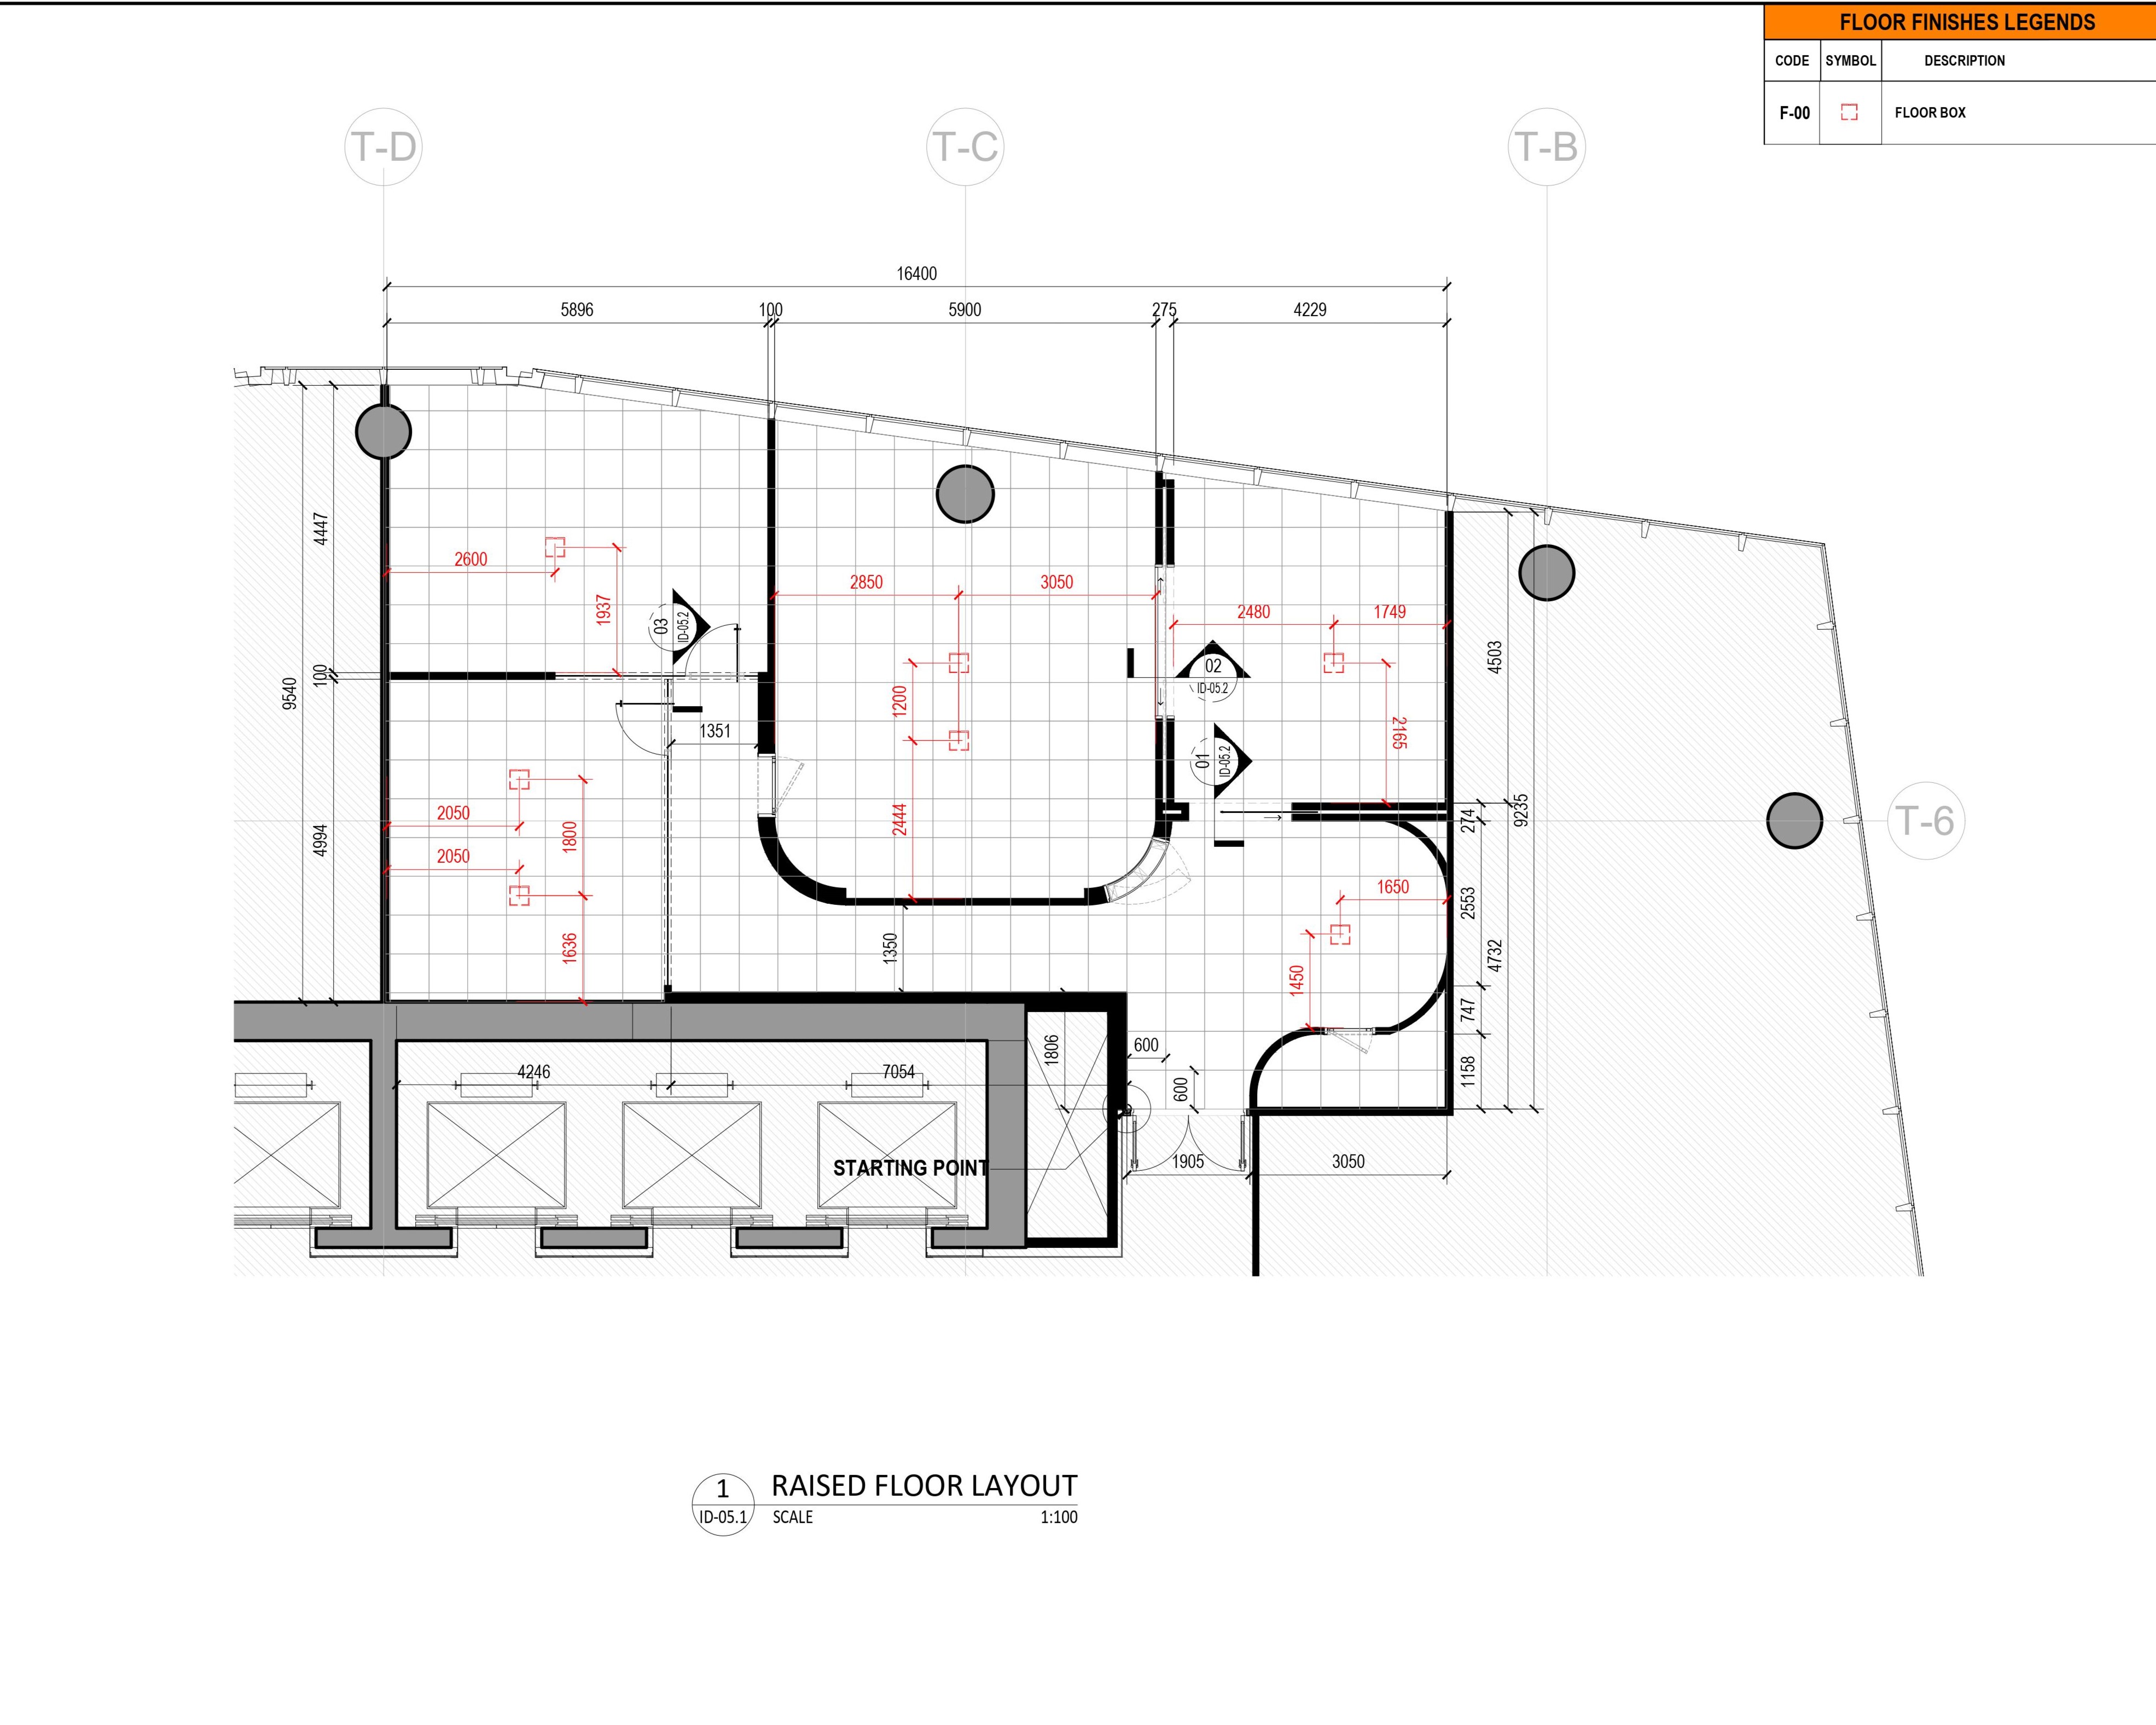 FLOOR FINISHES LEGENDS
CODE SYMBOL DESCRIPTION
F-00 FLOOR BOX
T-D T-C T-B
16400
5896 100 5900 275 4229
4447
100
9540
4994
2600
1937
03
ID-05.2
2850 3050
2480 1749
02
ID-05.2
1200
1351
2165
01
ID-05.2
2444
2050
1800
2050
1636
1350
1650
1450
4503
9235
274
2553
4732
747
1158
T-6
4246 7054
1806
600
600
STARTING POINT
1905 3050
1 RAISED FLOOR LAYOUT
ID-05.1 SCALE 1:100